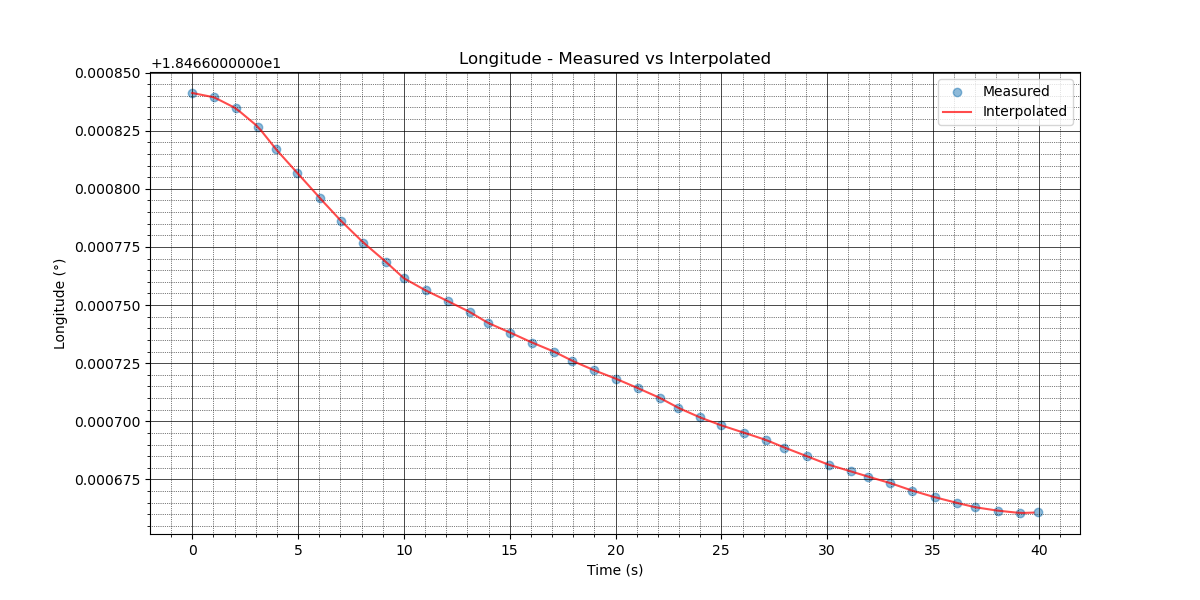 Longitude - Measured vs Interpolated
+1.8466000000e1
0.000850
0.000825
0.000800
0.000775
0.000750
0.000725
0.000700
0.000675
Longitude (°)
Measured
Interpolated
0 5 10 15 20 25 30 35 40
Time (s)